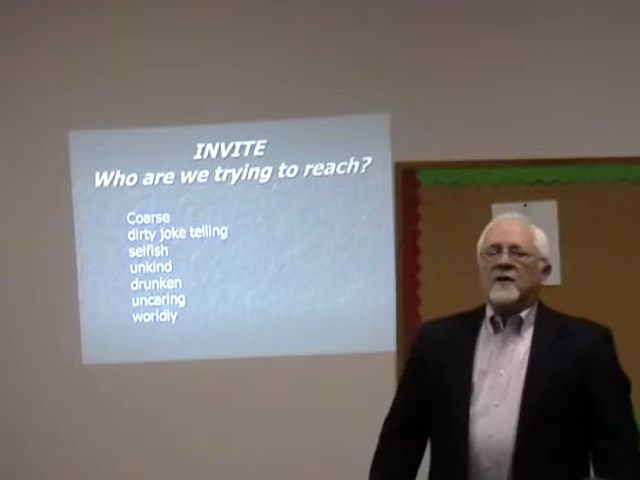 INVITE
Who are we trying to reach?
Coarse
dirty joke telling
selfish
unkind
drunken
uncaring
worldly